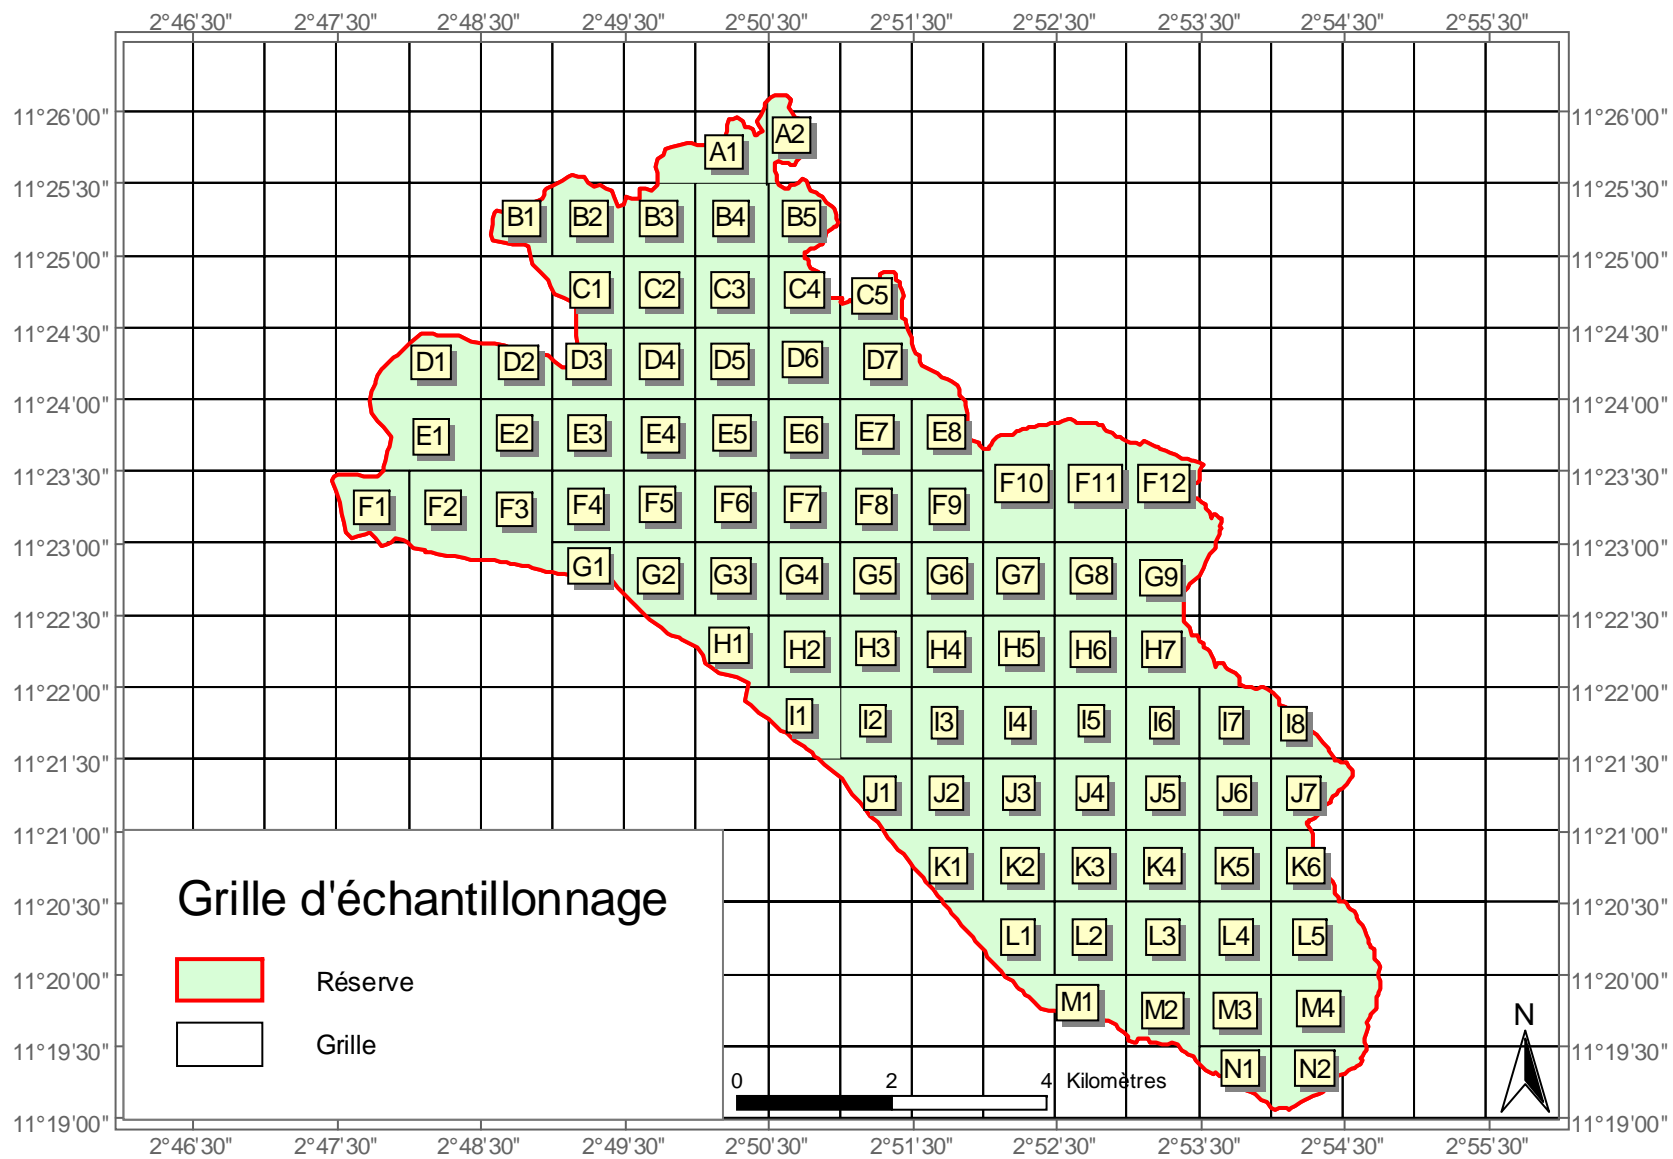 2°46'30" 2°47'30" 2°48'30" 2°49'30" 2°50'30" 2°51'30" 2°52'30" 2°53'30" 2°54'30" 2°55'30"
11°26'00" A1 A2 11°26'00"
11°25'30" 11°25'30"
B1 B2 B3 B4 B5
11°25'00" 11°25'00"
C1 C2 C3 C4 C5
11°24'30" 11°24'30"
D1 D2 D3 D4 D5 D6 D7
11°24'00" 11°24'00"
E1 E2 E3 E4 E5 E6 E7 E8
11°23'30" 11°23'30"
F1 F2 F3 F4 F5 F6 F7 F8 F9 F10 F11 F12
11°23'00" 11°23'00"
G1 G2 G3 G4 G5 G6 G7 G8 G9
11°22'30" 11°22'30"
H1 H2 H3 H4 H5 H6 H7
11°22'00" 11°22'00"
I1 I2 I3 I4 I5 I6 I7 I8
11°21'30" 11°21'30"
J1 J2 J3 J4 J5 J6 J7
11°21'00" 11°21'00"
K1 K2 K3 K4 K5 K6
Grille d'échantillonnage
11°20'30" 11°20'30"
L1 L2 L3 L4 L5
11°20'00" Réserve 11°20'00"
M1 M2 M3 M4 N
11°19'30" Grille 11°19'30"
N1 N2
0 2 4 Kilomètres
11°19'00" 11°19'00"
2°46'30" 2°47'30" 2°48'30" 2°49'30" 2°50'30" 2°51'30" 2°52'30" 2°53'30" 2°54'30" 2°55'30"